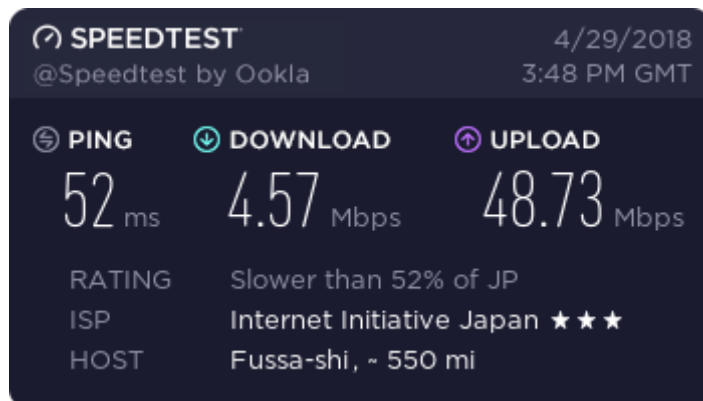 SPEEDTEST 4/29/2018
@Speedtest by Ookla 3:48 PM GMT
PING DOWNLOAD UPLOAD
52 ms 4.57 Mbps 48.73 Mbps
RATING Slower than 52% of JP
ISP Internet Initiative Japan ★★★
HOST Fussa-shi, ~ 550 mi